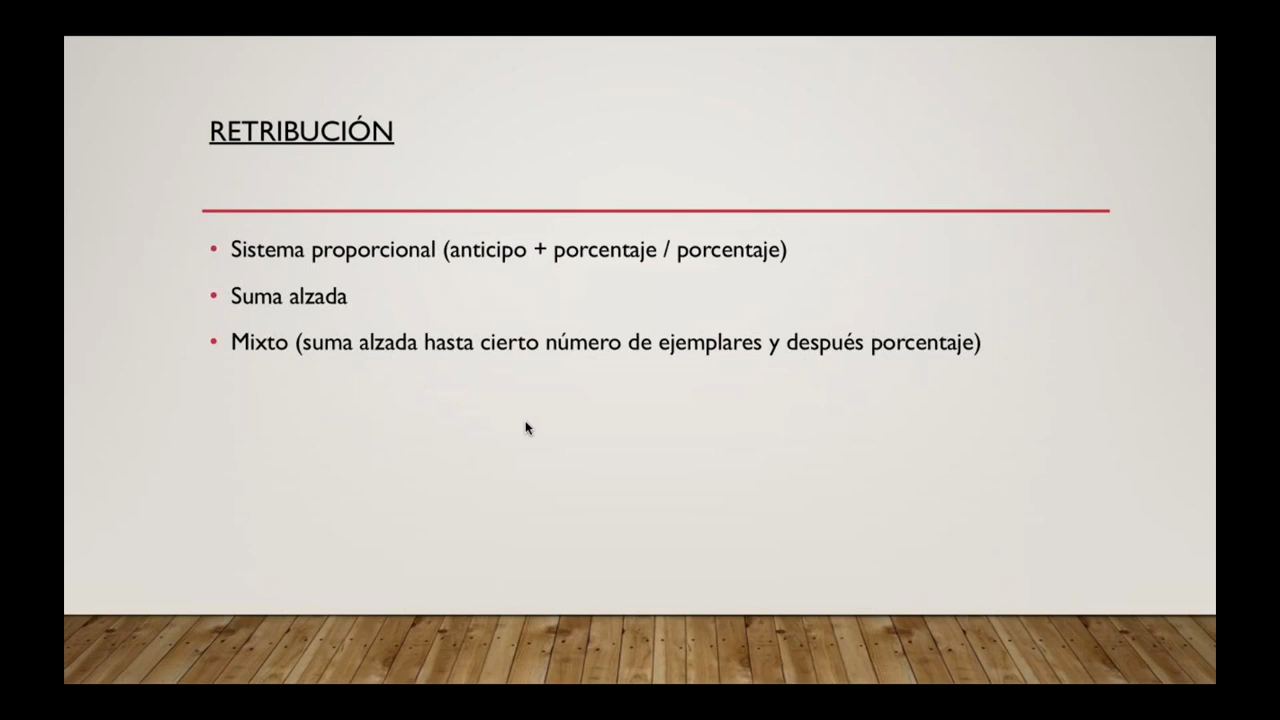 RETRIBUCIÓN
• Sistema proporcional (anticipo + porcentaje / porcentaje)
• Suma alzada
• Mixto (suma alzada hasta cierto número de ejemplares y después porcentaje)